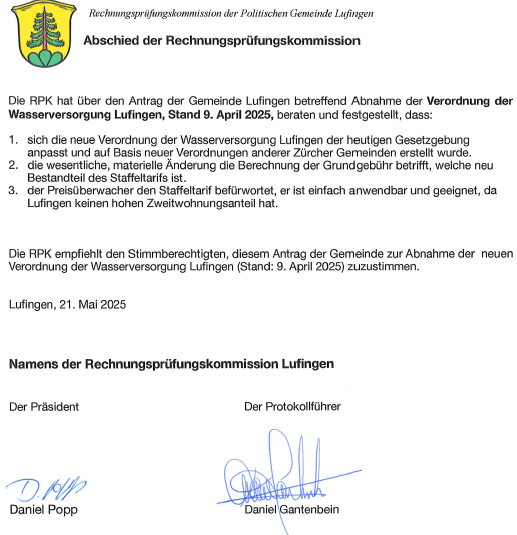 Rechnungsprüfungskommission der Politischen Gemeinde Lufingen
Abschied der Rechnungsprüfungskommission
Die RPK hat über den Antrag der Gemeinde Lufingen betreffend Abnahme der Verordnung der
Wasserversorgung Lufingen, Stand 9. April 2025, beraten und festgestellt, dass:
1. sich die neue Verordnung der Wasserversorgung Lufingen der heutigen Gesetzgebung
anpasst und auf Basis neuer Verordnungen anderer Zürcher Gemeinden erstellt wurde.
2. die wesentliche, materielle Änderung die Berechnung der Grundgebühr betrifft, welche neu
Bestandteil des Staffeltarifs ist.
3. der Preisüberwacher den Staffeltarif befürwortet, er ist einfach anwendbar und geeignet, da
Lufingen keinen hohen Zweitwohnungsanteil hat.
Die RPK empfiehlt den Stimmberechtigten, diesem Antrag der Gemeinde zur Abnahme der neuen
Verordnung der Wasserversorgung Lufingen (Stand: 9. April 2025) zuzustimmen.
Lufingen, 21. Mai 2025
Namens der Rechnungsprüfungskommission Lufingen
Der Präsident Der Protokollführer
D. Popp
Daniel Popp Daniel Gantenbein